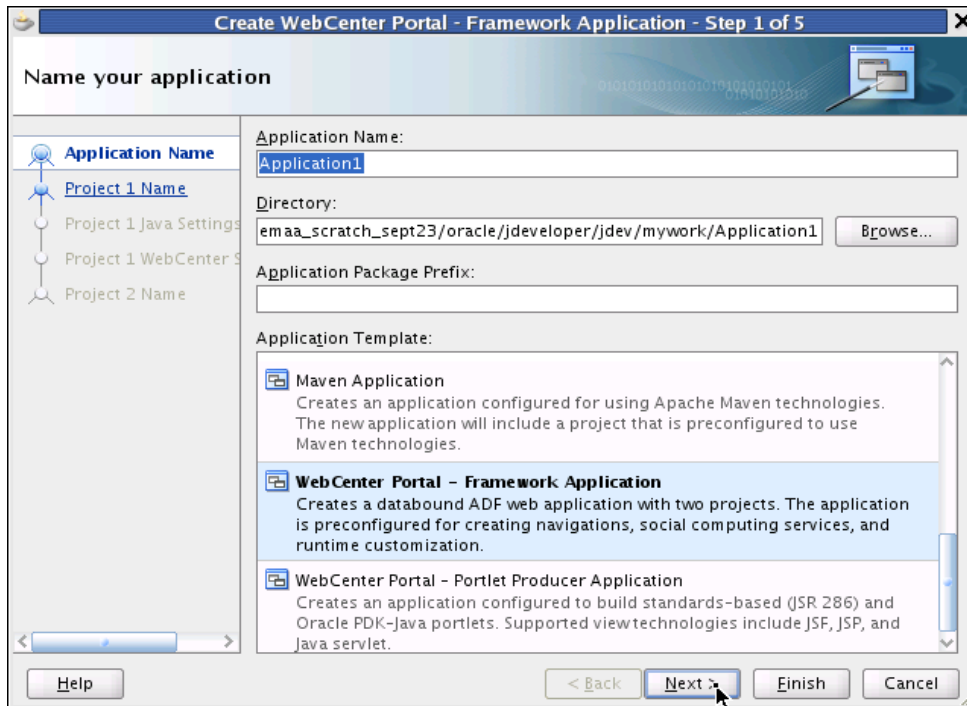 Create WebCenter Portal - Framework Application - Step 1 of 5
Name your application
Application Name
Project 1 Name
Project 1 Java Settings
Project 1 WebCenter S
Project 2 Name
Application Name:
Application1
Directory:
emaa_scratch_sept23/oracle/jdeveloper/jdev/mywork/Application1
Browse...
Application Package Prefix:
Application Template:
Maven Application
Creates an application configured for using Apache Maven technologies.
The new application will include a project that is preconfigured to use
Maven technologies.
WebCenter Portal - Framework Application
Creates a databound ADF web application with two projects. The application
is preconfigured for creating navigations, social computing services, and
runtime customization.
WebCenter Portal - Portlet Producer Application
Creates an application configured to build standards-based (JSR 286) and
Oracle PDK-Java portlets. Supported view technologies include JSF, JSP, and
Java servlet.
Help
< Back
Next >
Finish
Cancel